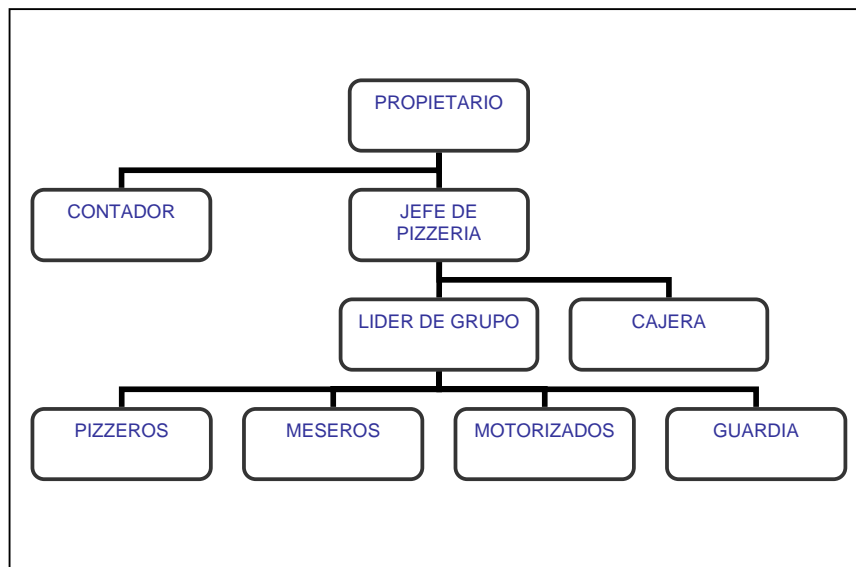 PROPIETARIO
CONTADOR
JEFE DE
PIZZERIA
LIDER DE GRUPO
CAJERA
PIZZEROS
MESEROS
MOTORIZADOS
GUARDIA